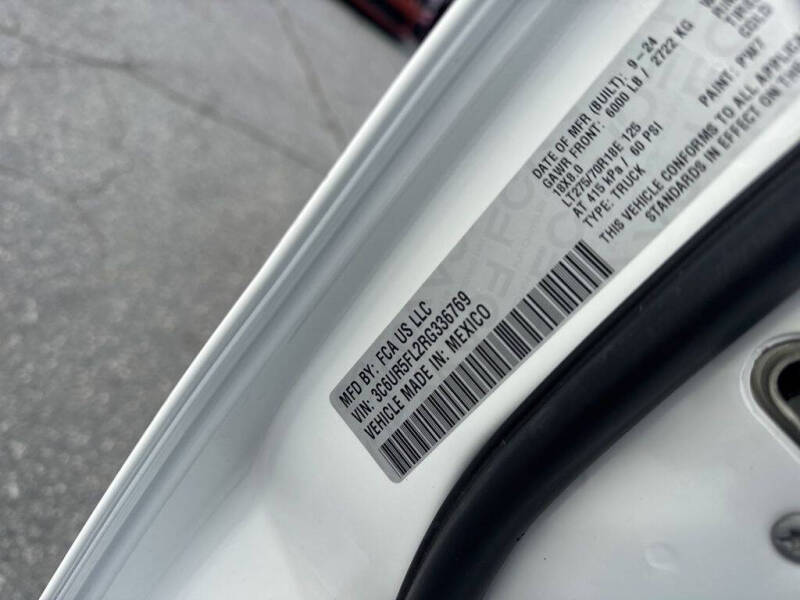 MFD BY: FCA US LLC
DATE OF MFR (BUILT): 9-24
GAWR FRONT: 6000 LB / 2722 KG
18X8.0
LT275/70R18E 125
AT 415 kPa / 60 PSI
TYPE: TRUCK
VIN: 3C6UR5FL2RG336769
VEHICLE MADE IN: MEXICO
COLD
PAINT: PW7
THIS VEHICLE CONFORMS TO ALL APPLICA
STANDARDS IN EFFECT ON THE